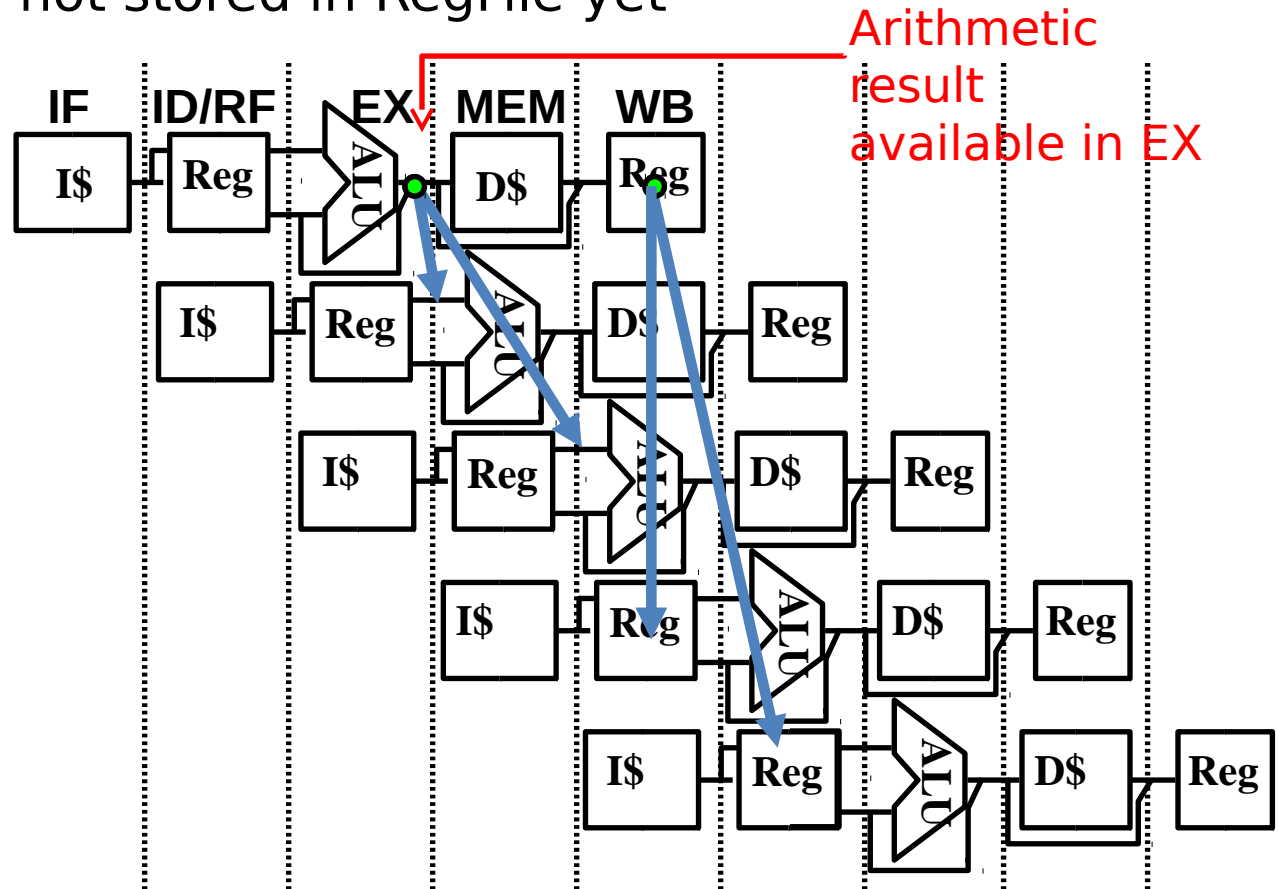 not stored in RegFile yet
Arithmetic
result
available in EX
IF ID/RF EX MEM WB
I$ Reg ALU D$ Reg
I$ Reg ALU D$ Reg
I$ Reg ALU D$ Reg
I$ Reg ALU D$ Reg
I$ Reg ALU D$ Reg